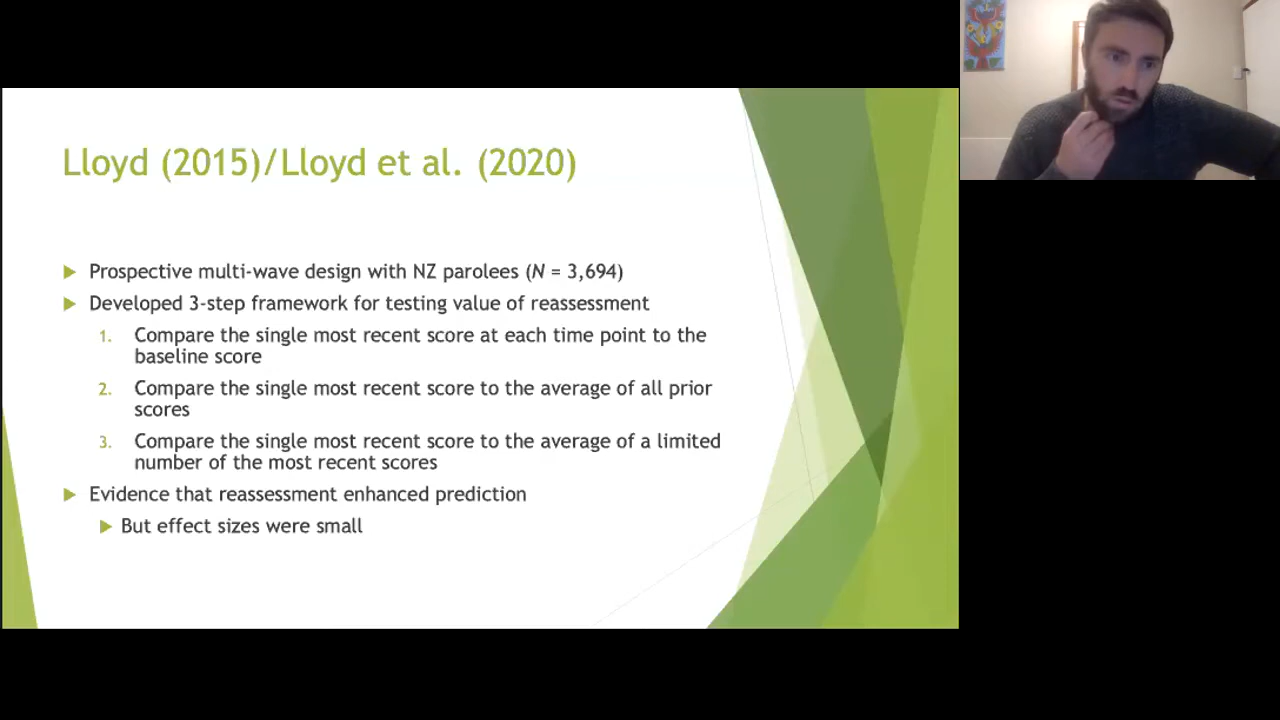 Lloyd (2015)/Lloyd et al. (2020)
Prospective multi-wave design with NZ parolees (N = 3,694)
Developed 3-step framework for testing value of reassessment
1. Compare the single most recent score at each time point to the
baseline score
2. Compare the single most recent score to the average of all prior
scores
3. Compare the single most recent score to the average of a limited
number of the most recent scores
Evidence that reassessment enhanced prediction
But effect sizes were small